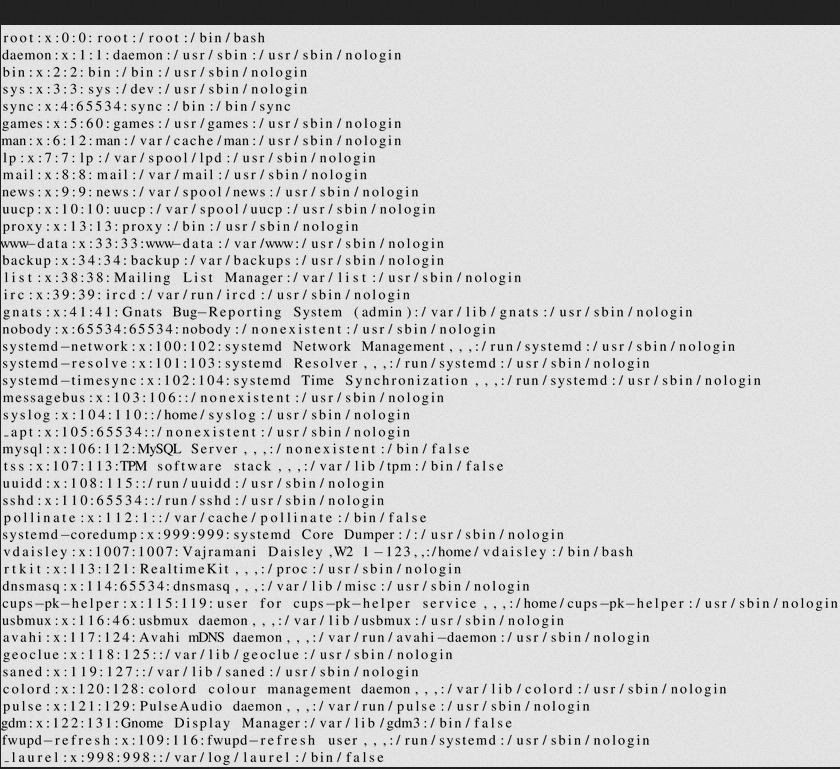 root:x:0:0:root:/root:/bin/bash
daemon:x:1:1:daemon:/usr/sbin:/usr/sbin/nologin
bin:x:2:2:bin:/bin:/usr/sbin/nologin
sys:x:3:3:sys:/dev:/usr/sbin/nologin
sync:x:4:65534:sync:/bin:/bin/sync
games:x:5:60:games:/usr/games:/usr/sbin/nologin
man:x:6:12:man:/var/cache/man:/usr/sbin/nologin
lp:x:7:7:lp:/var/spool/lpd:/usr/sbin/nologin
mail:x:8:8:mail:/var/mail:/usr/sbin/nologin
news:x:9:9:news:/var/spool/news:/usr/sbin/nologin
uucp:x:10:10:uucp:/var/spool/uucp:/usr/sbin/nologin
proxy:x:13:13:proxy:/bin:/usr/sbin/nologin
www-data:x:33:33:www-data:/var/www:/usr/sbin/nologin
backup:x:34:34:backup:/var/backups:/usr/sbin/nologin
list:x:38:38:Mailing List Manager:/var/list:/usr/sbin/nologin
irc:x:39:39:ircd:/var/run/ircd:/usr/sbin/nologin
gnats:x:41:41:Gnats Bug-Reporting System (admin):/var/lib/gnats:/usr/sbin/nologin
nobody:x:65534:65534:nobody:/nonexistent:/usr/sbin/nologin
systemd-network:x:100:102:systemd Network Management,,,:/run/systemd:/usr/sbin/nologin
systemd-resolve:x:101:103:systemd Resolver,,,:/run/systemd:/usr/sbin/nologin
systemd-timesync:x:102:104:systemd Time Synchronization,,,:/run/systemd:/usr/sbin/nologin
messagebus:x:103:106::/nonexistent:/usr/sbin/nologin
syslog:x:104:110::/home/syslog:/usr/sbin/nologin
_apt:x:105:65534::/nonexistent:/usr/sbin/nologin
mysql:x:106:112:MySQL Server,,,:/nonexistent:/bin/false
tss:x:107:113:TPM software stack,,,:/var/lib/tpm:/bin/false
uuidd:x:108:115::/run/uuidd:/usr/sbin/nologin
sshd:x:110:65534::/run/sshd:/usr/sbin/nologin
pollinate:x:112:1::/var/cache/pollinate:/bin/false
systemd-coredump:x:999:999:systemd Core Dumper:/:/usr/sbin/nologin
vdaisley:x:1007:1007:Vajramani Daisley,W2 1-123,,:/home/vdaisley:/bin/bash
rtkit:x:113:121:RealtimeKit,,,:/proc:/usr/sbin/nologin
dnsmasq:x:114:65534:dnsmasq,,,:/var/lib/misc:/usr/sbin/nologin
cups-pk-helper:x:115:119:user for cups-pk-helper service,,,:/home/cups-pk-helper:/usr/sbin/nologin
usbmux:x:116:46:usbmux daemon,,,:/var/lib/usbmux:/usr/sbin/nologin
avahi:x:117:124:Avahi mDNS daemon,,,:/var/run/avahi-daemon:/usr/sbin/nologin
geoclue:x:118:125::/var/lib/geoclue:/usr/sbin/nologin
saned:x:119:127::/var/lib/saned:/usr/sbin/nologin
colord:x:120:128:colord colour management daemon,,,:/var/lib/colord:/usr/sbin/nologin
pulse:x:121:129:PulseAudio daemon,,,:/var/run/pulse:/usr/sbin/nologin
gdm:x:122:131:Gnome Display Manager:/var/lib/gdm3:/bin/false
fwupd-refresh:x:109:116:fwupd-refresh user,,,:/run/systemd:/usr/sbin/nologin
_laurel:x:998:998::/var/log/laurel:/bin/false